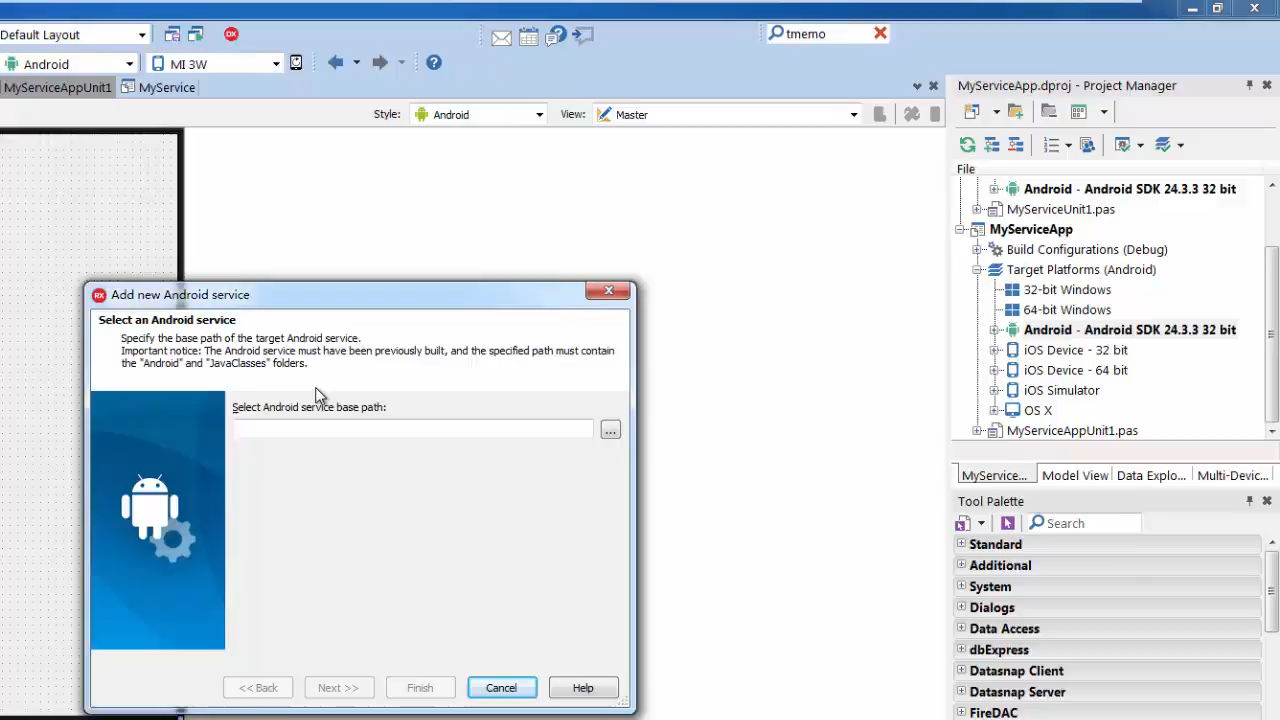 Default Layout
tmemo
Android
MI 3W
MyServiceAppUnit1
MyService
Style:
Android
View:
Master
MyServiceApp.dproj - Project Manager
File
Android - Android SDK 24.3.3 32 bit
MyServiceUnit1.pas
MyServiceApp
Build Configurations (Debug)
Target Platforms (Android)
32-bit Windows
64-bit Windows
Android - Android SDK 24.3.3 32 bit
iOS Device - 32 bit
iOS Device - 64 bit
iOS Simulator
OS X
MyServiceAppUnit1.pas
MyService...
Model View
Data Explo...
Multi-Devic...
Tool Palette
Search
Standard
Additional
System
Dialogs
Data Access
dbExpress
Datasnap Client
Datasnap Server
FireDAC
RX
Add new Android service
Select an Android service
Specify the base path of the target Android service.
Important notice: The Android service must have been previously built, and the specified path must contain
the "Android" and "JavaClasses" folders.
Select Android service base path:
...
<< Back
Next >>
Finish
Cancel
Help